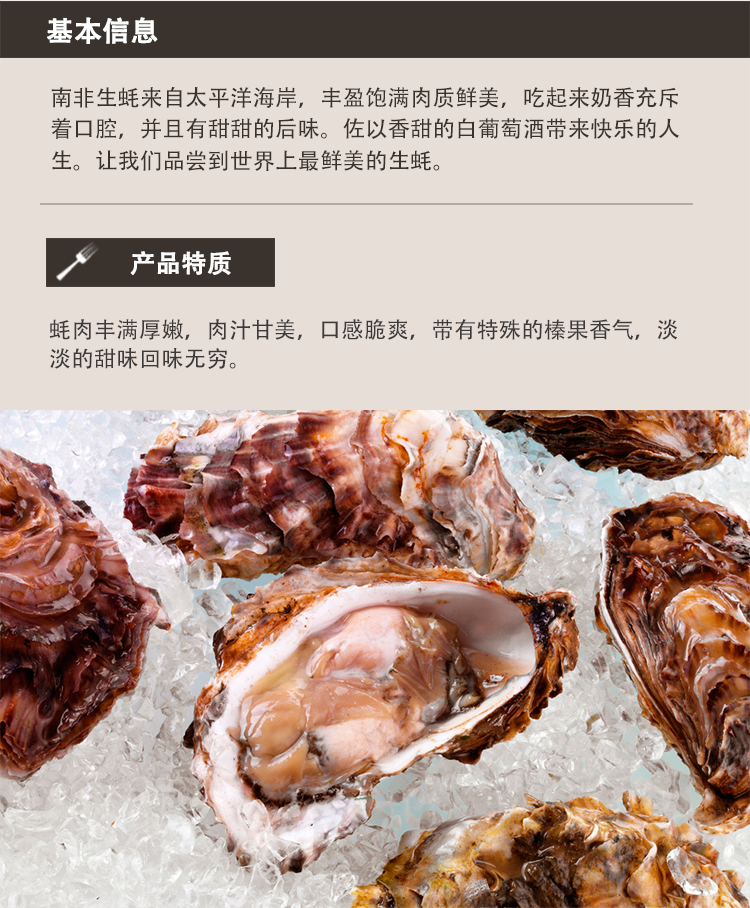 基本信息
南非生蚝来自太平洋海岸，丰盈饱满肉质鲜美，吃起来奶香充斥
着口腔，并且有甜甜的后味。佐以香甜的白葡萄酒带来快乐的人
生。让我们品尝到世界上最鲜美的生蚝。
产品特质
蚝肉丰满厚嫩，肉汁甘美，口感脆爽，带有特殊的榛果香气，淡
淡的甜味回味无穷。